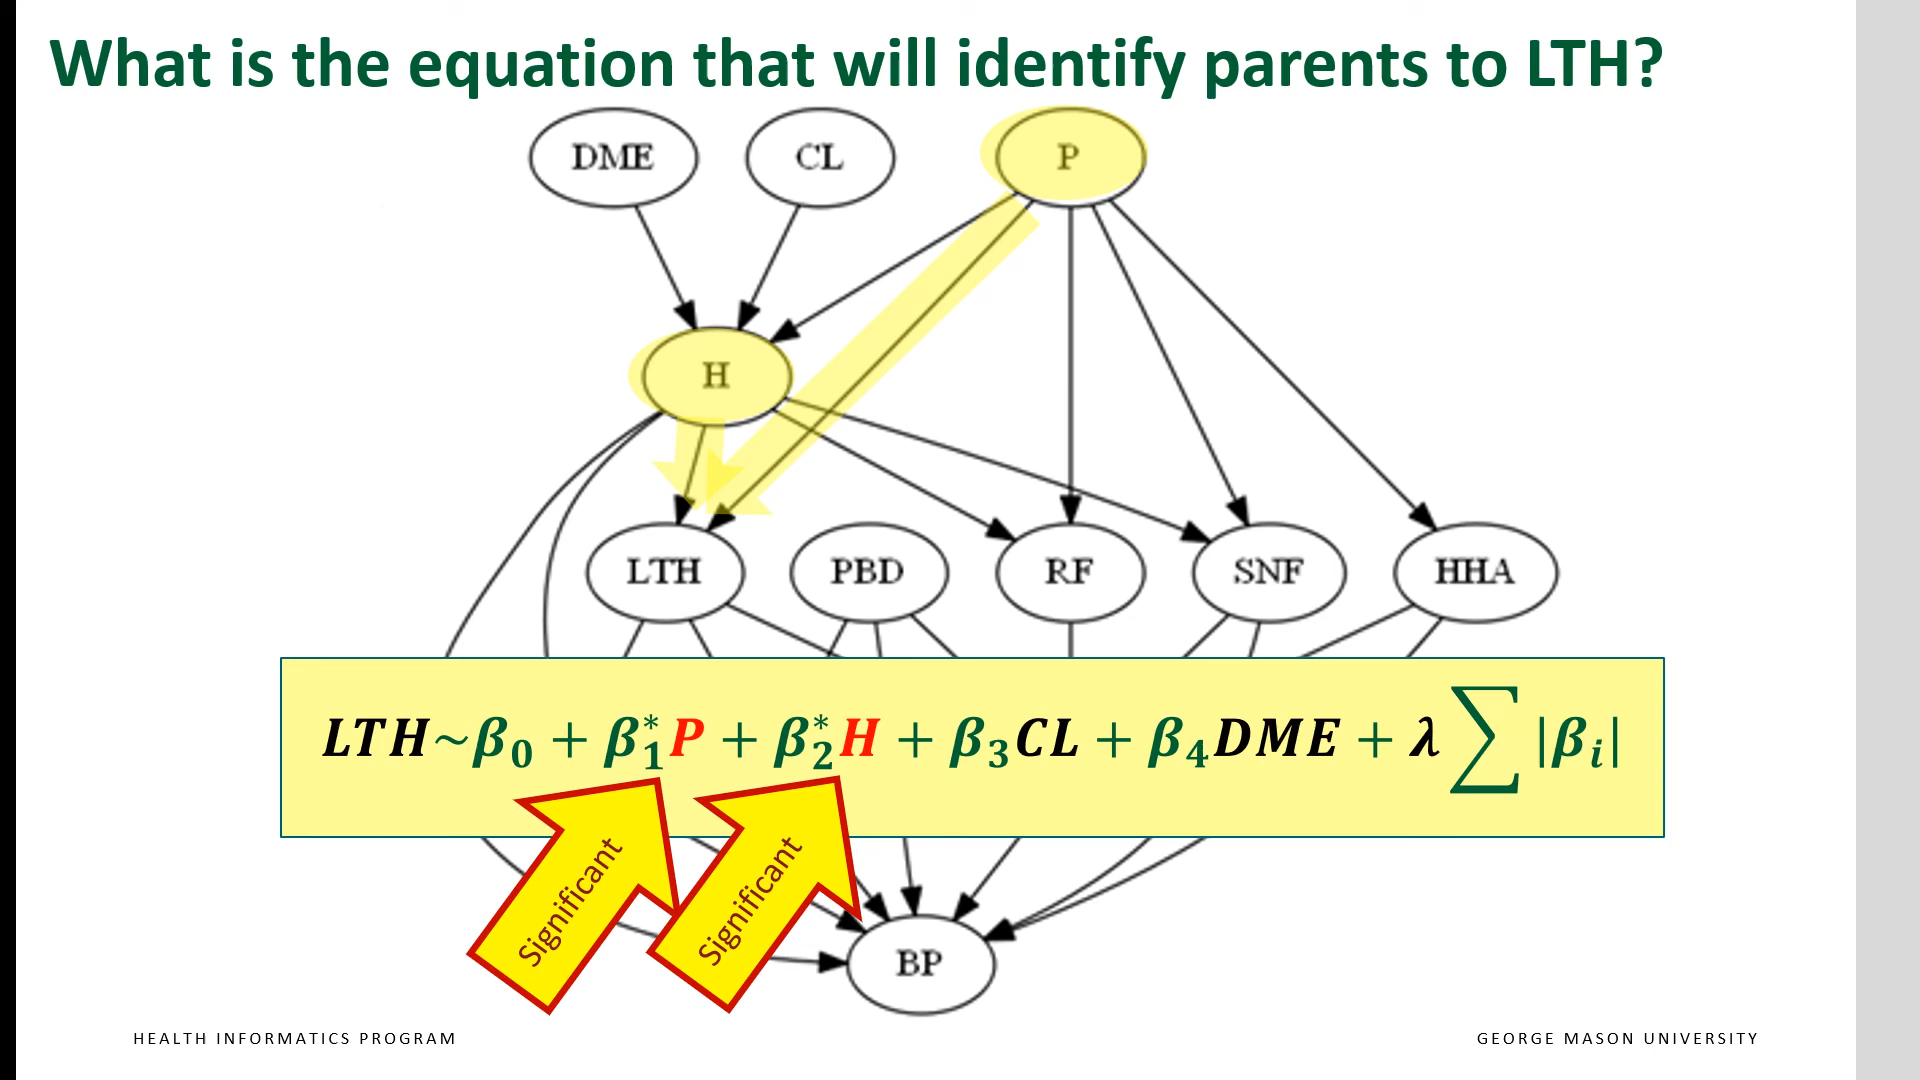 What is the equation that will identify parents to LTH?
DME CL P
H
LTH PBD RF SNF HHA
LTH~β₀ + β₁*P + β₂*H + β₃CL + β₄DME + λ∑|βᵢ|
Significant Significant
BP
HEALTH INFORMATICS PROGRAM
GEORGE MASON UNIVERSITY